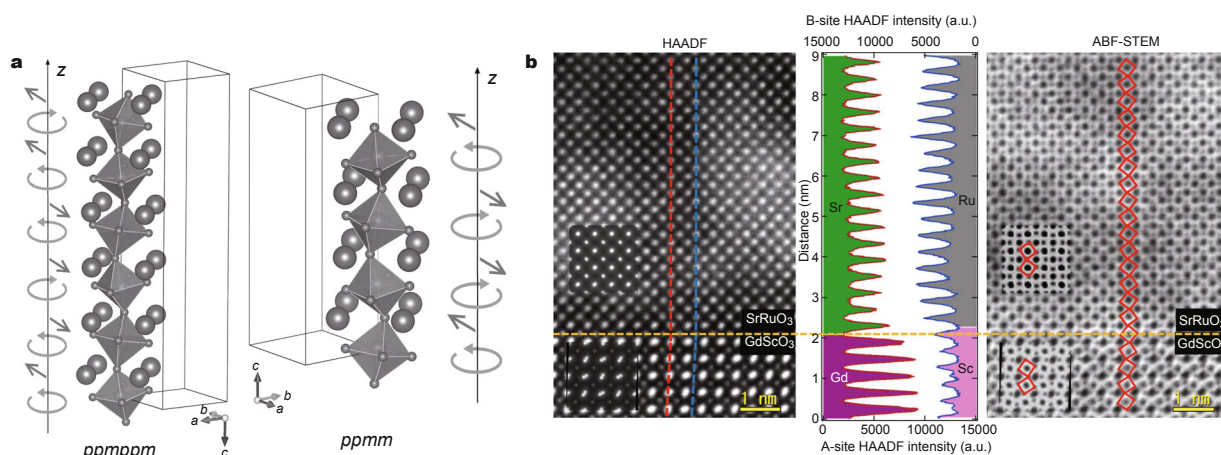 a
z
b
a
c
ppmppm
c
b
a
ppmm
z
b
HAADF
B-site HAADF intensity (a.u.)
15000 10000 5000 0
ABF-STEM
9
8
7
6
5
4
3
2
1
0
Distance (nm)
Sr
Ru
Gd
Sc
SrRuO3
GdScO3
1 nm
5000 10000 15000
A-site HAADF intensity (a.u.)
SrRuO
GdScO
1 nm